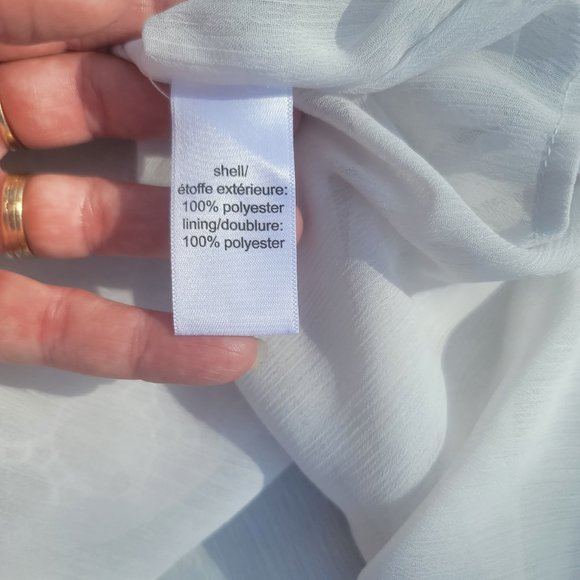 shell/
étoffe extérieure:
100% polyester
lining/doublure:
100% polyester